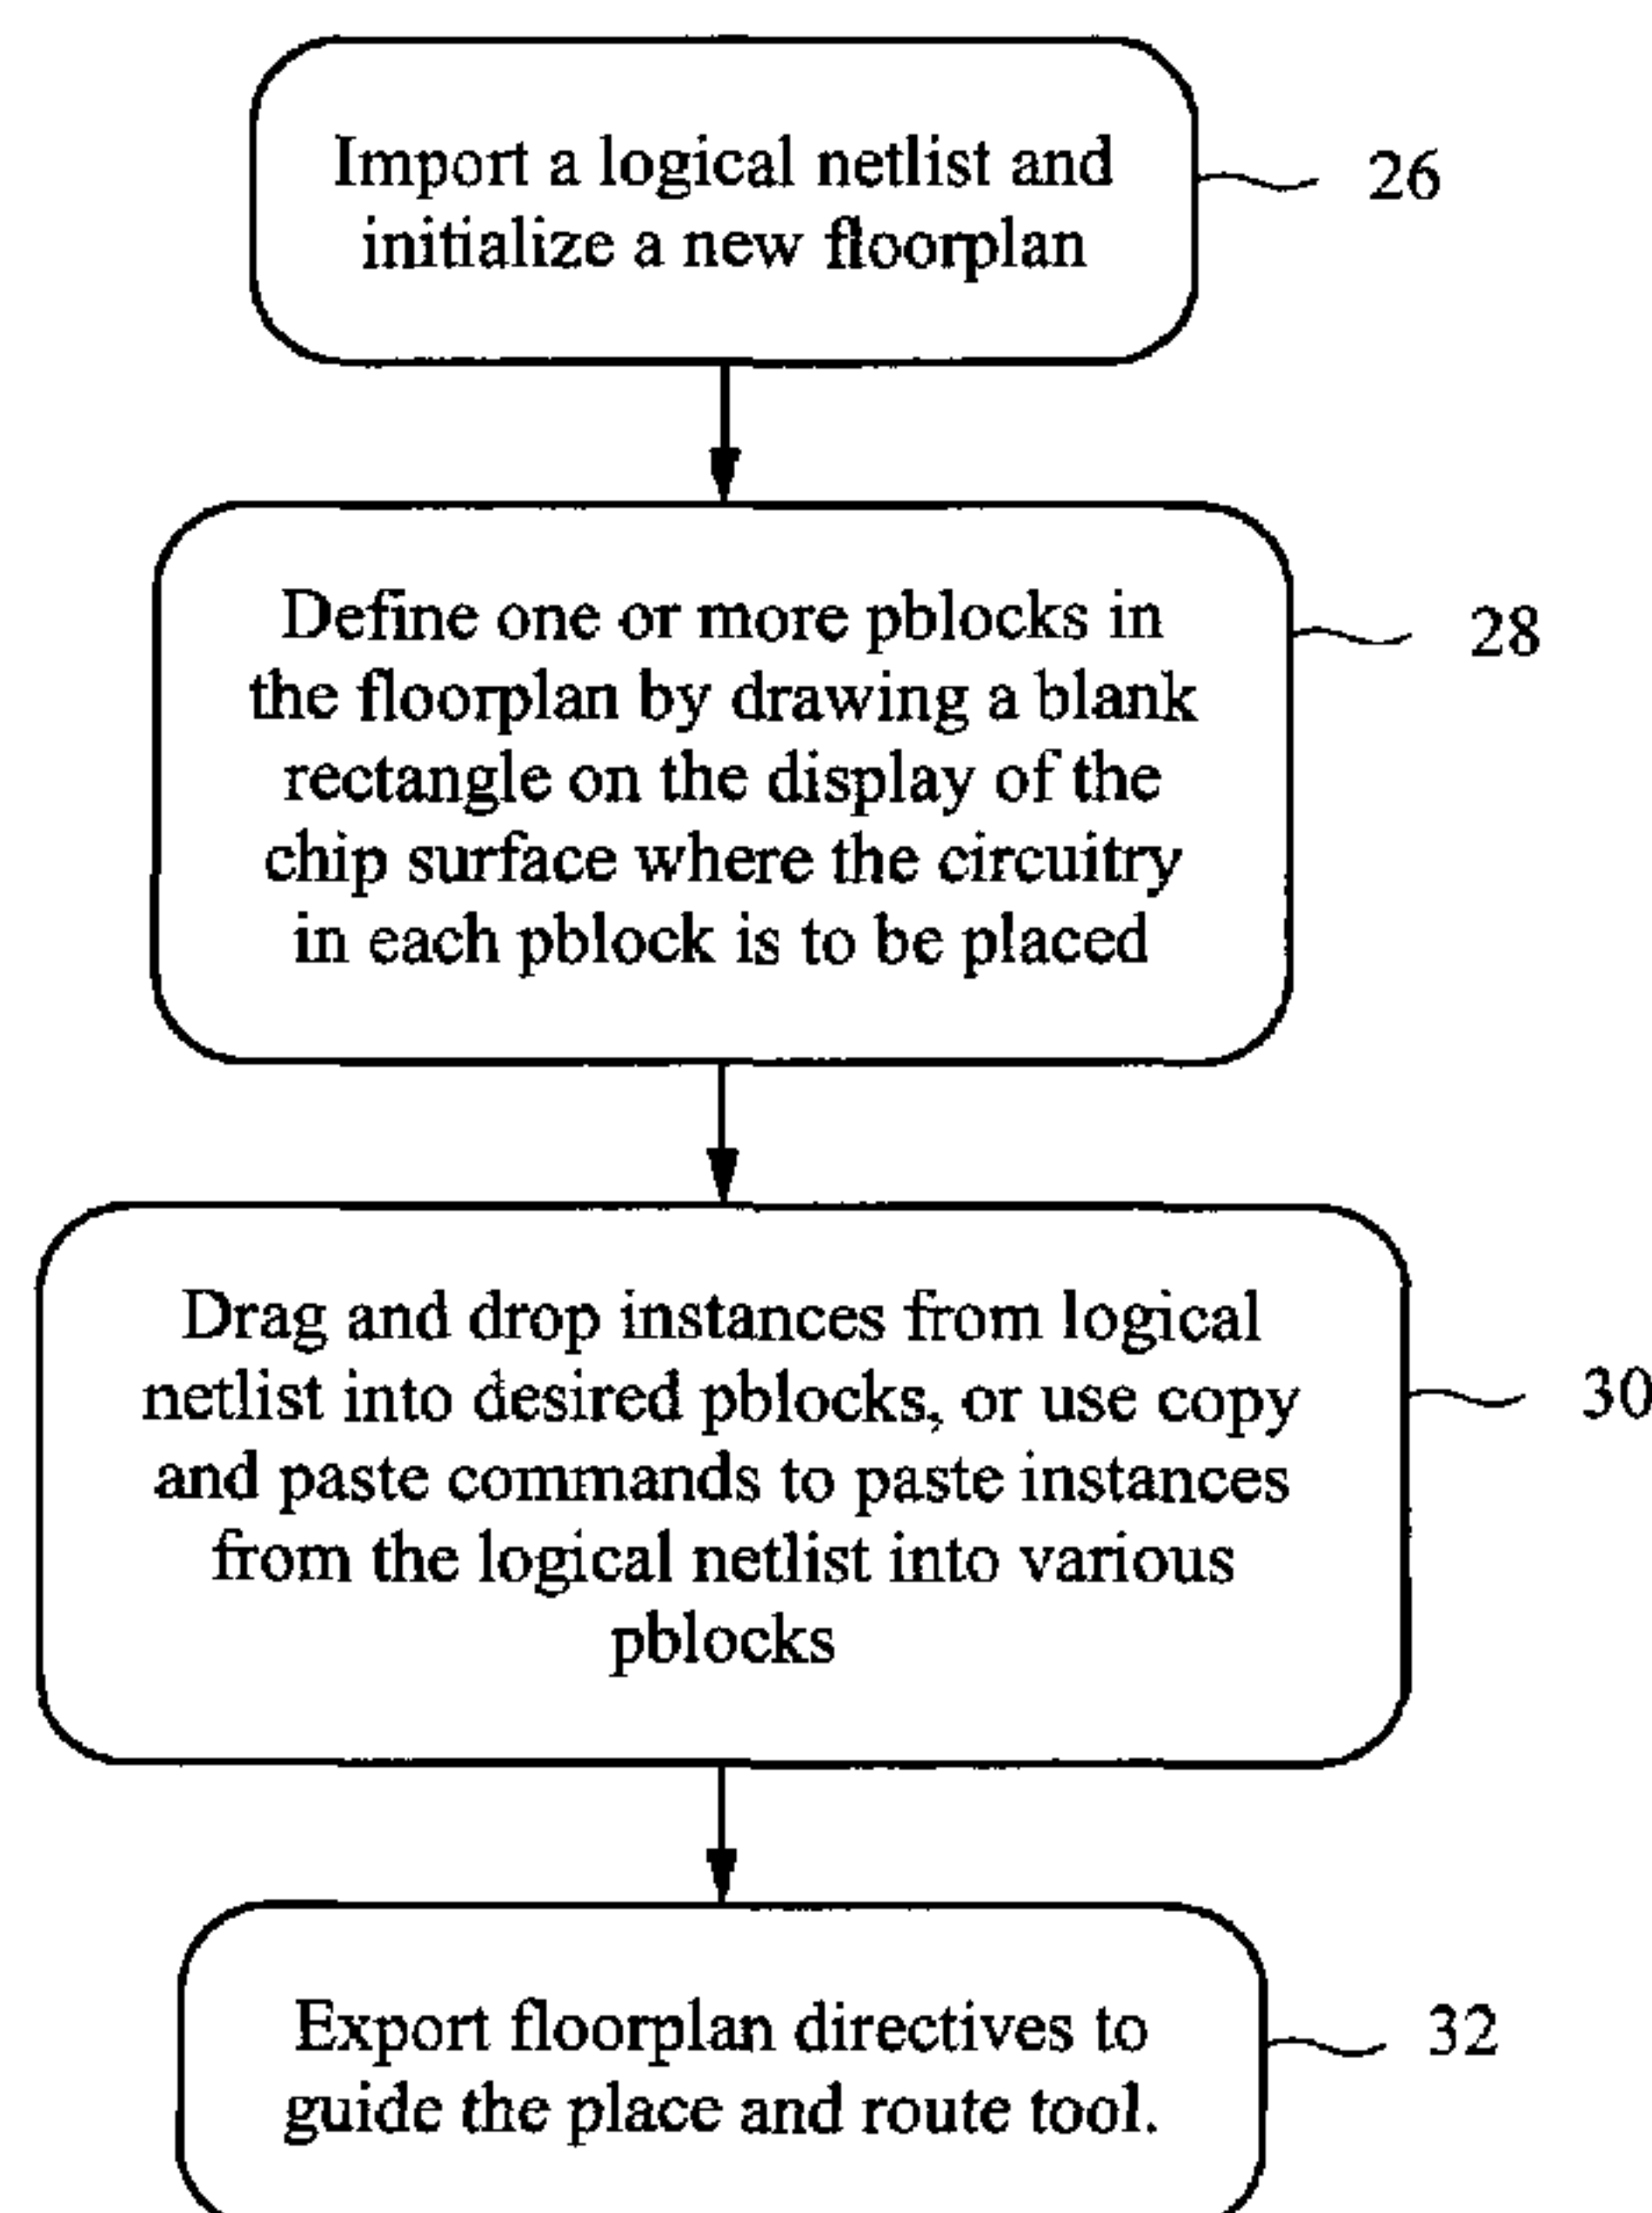 Import a logical netlist and
initialize a new floorplan
26
Define one or more pblocks in
the floorplan by drawing a blank
rectangle on the display of the
chip surface where the circuitry
in each pblock is to be placed
28
Drag and drop instances from logical
netlist into desired pblocks, or use copy
and paste commands to paste instances
from the logical netlist into various
pblocks
30
Export floorplan directives to
guide the place and route tool.
32